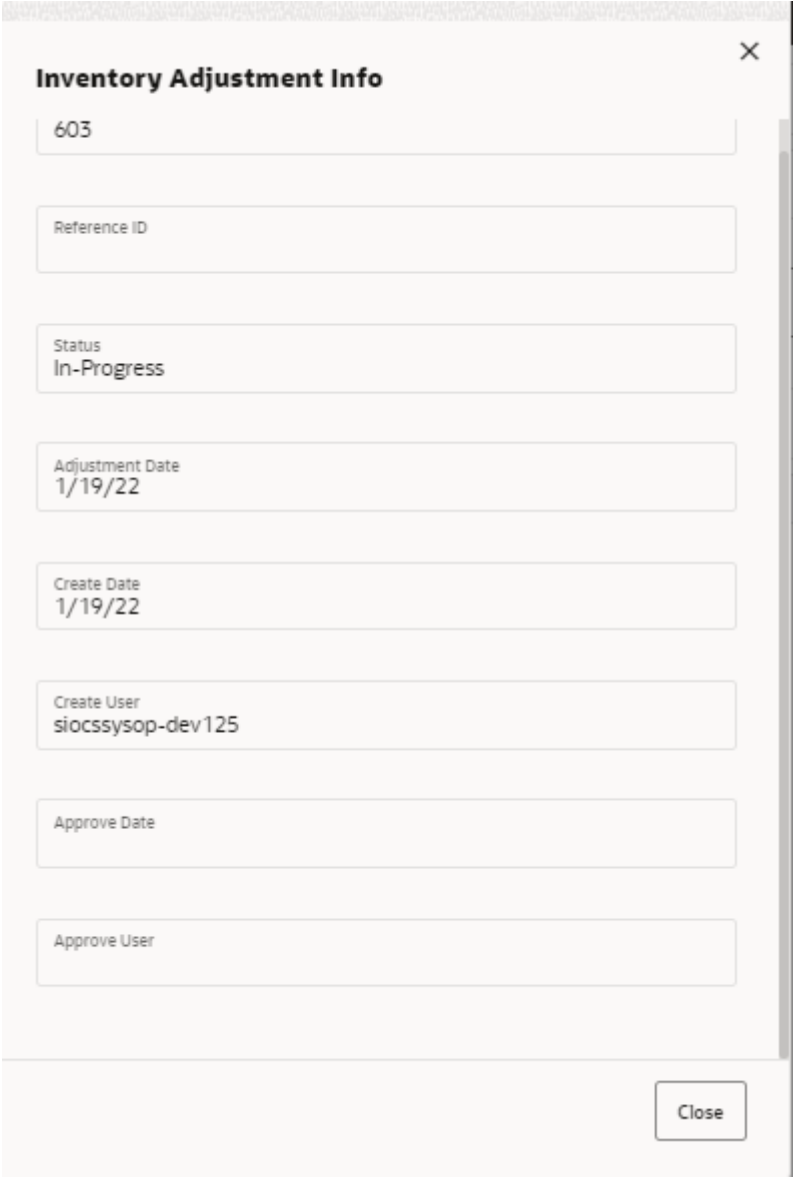 Inventory Adjustment Info
603
Reference ID
Status
In-Progress
Adjustment Date
1/19/22
Create Date
1/19/22
Create User
siocssysop-dev125
Approve Date
Approve User
Close